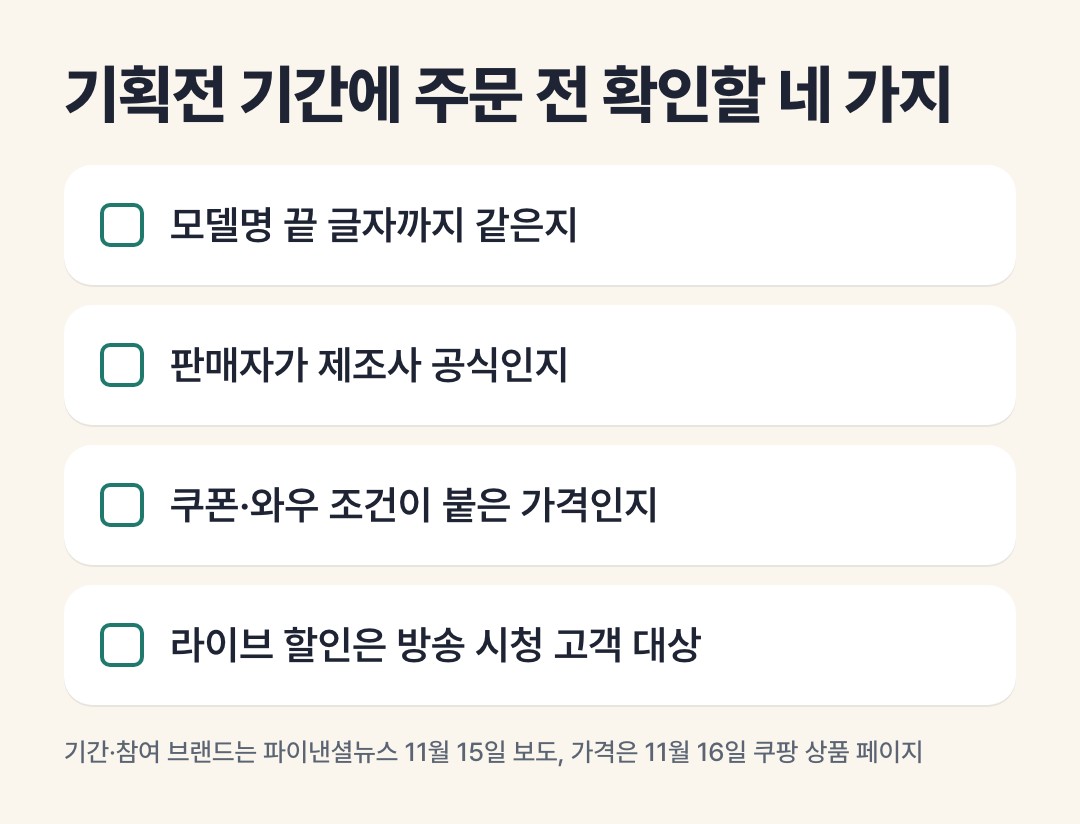 기획전 기간에 주문 전 확인할 네 가지
모델명 끝 글자까지 같은지
판매자가 제조사 공식인지
쿠폰·와우 조건이 붙은 가격인지
라이브 할인은 방송 시청 고객 대상
기간·참여 브랜드는 파이낸셜뉴스 11월 15일 보도, 가격은 11월 16일 쿠팡 상품 페이지